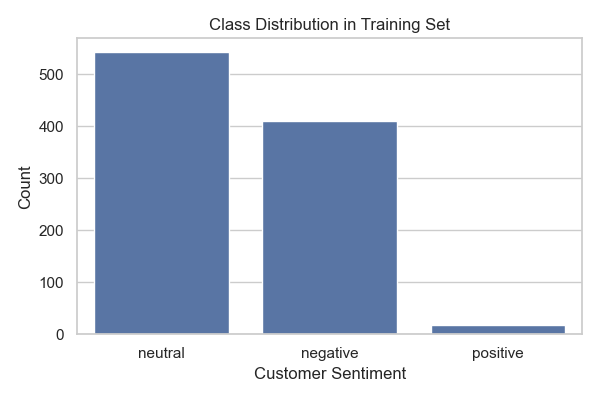 Class Distribution in Training Set
Count
500
400
300
200
100
0
neutral negative positive
Customer Sentiment